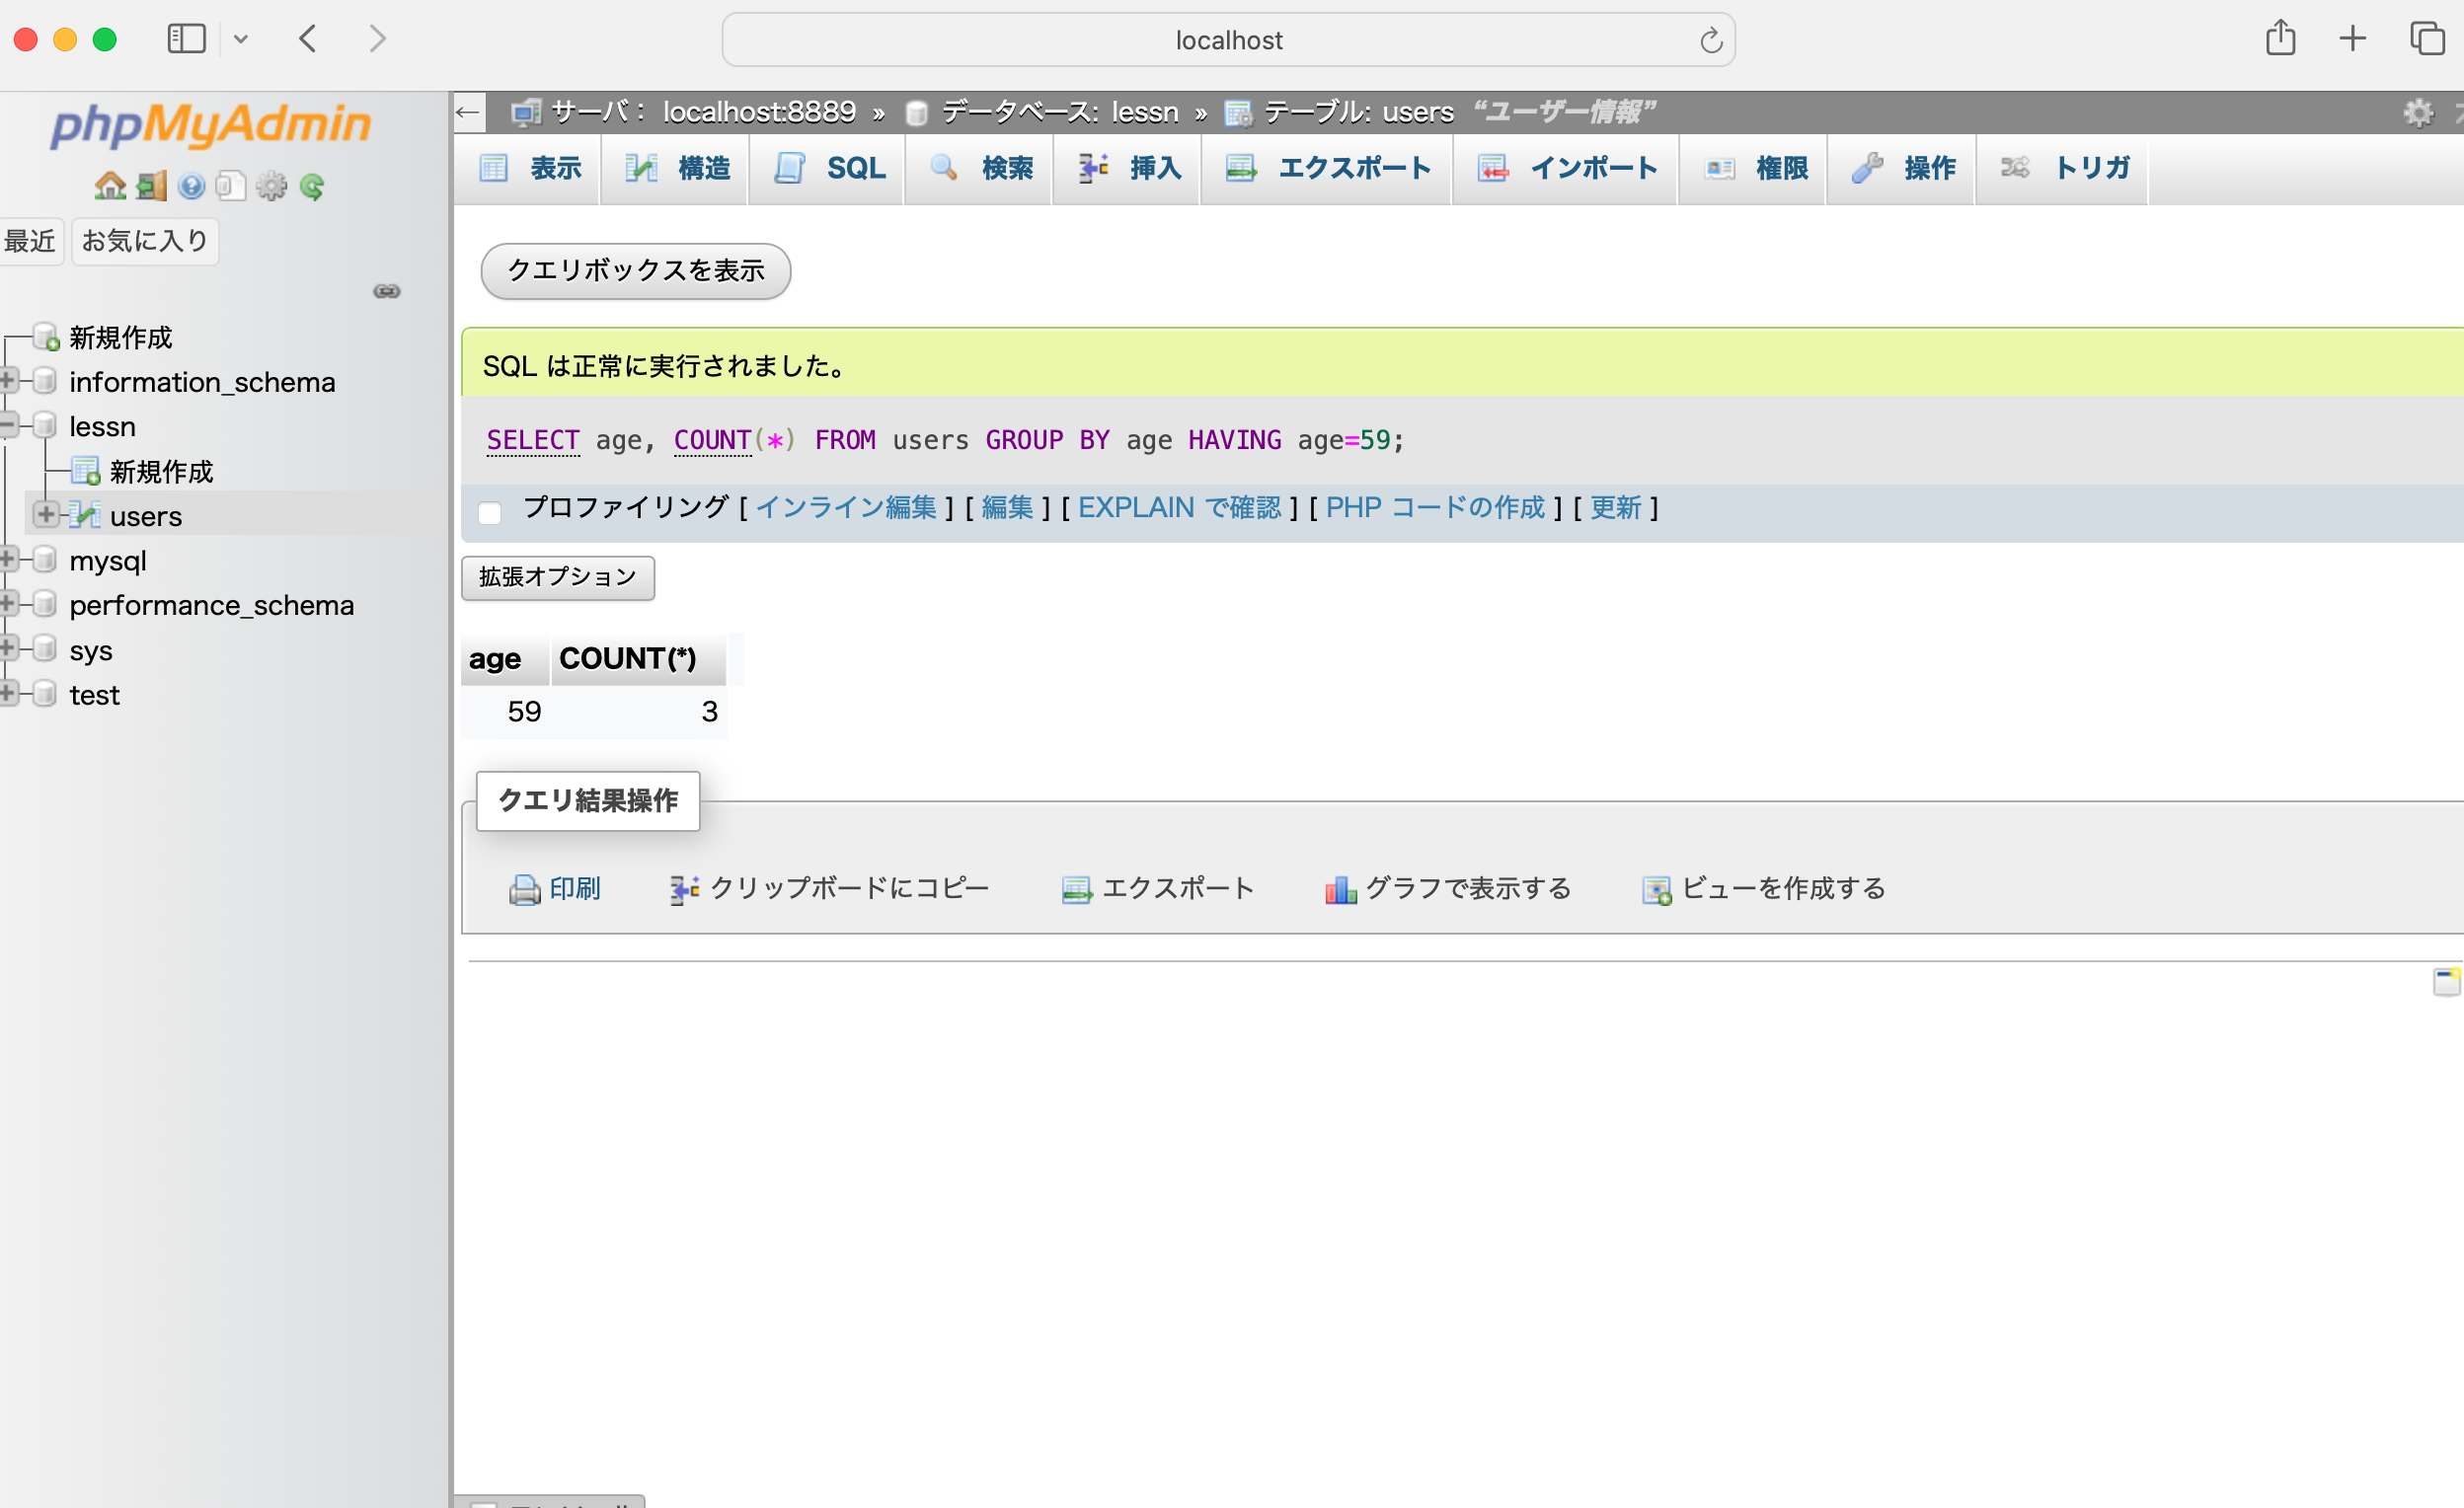 localhost
phpMyAdmin
最近 お気に入り
新規作成
information_schema
lessn
新規作成
users
mysql
performance_schema
sys
test
← サーバ： localhost:8889 » データベース: lessn » テーブル: users “ユーザー情報”
表示 構造 SQL 検索 挿入 エクスポート インポート 権限 操作 トリガ
クエリボックスを表示
SQL は正常に実行されました。
SELECT age, COUNT(*) FROM users GROUP BY age HAVING age=59;
プロファイリング [ インライン編集 ] [ 編集 ] [ EXPLAIN で確認 ] [ PHP コードの作成 ] [ 更新 ]
拡張オプション
age COUNT(*)
59 3
クエリ結果操作
印刷 クリップボードにコピー エクスポート グラフで表示する ビューを作成する